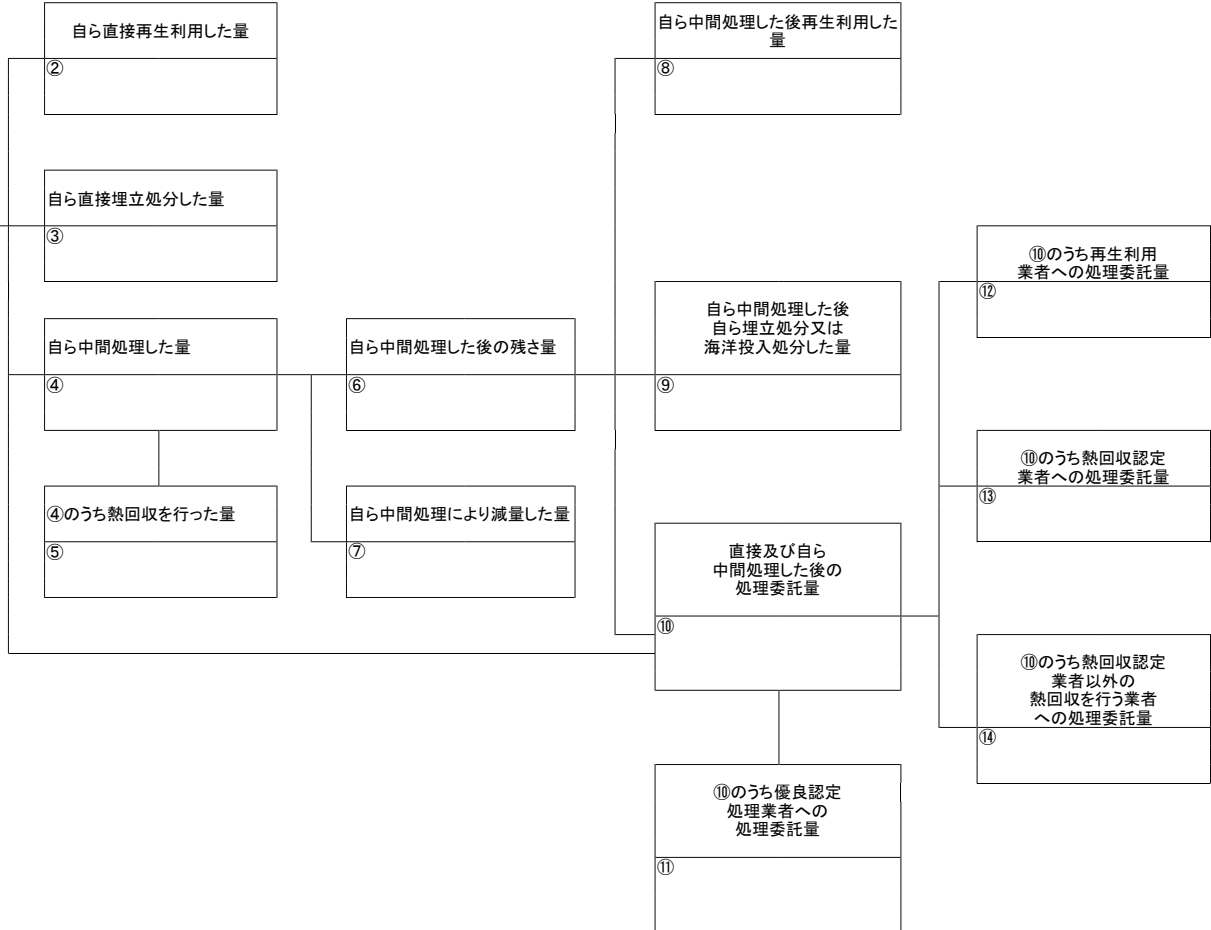 自ら直接再生利用した量
②
自ら直接埋立処分した量
③
自ら中間処理した量
④
④のうち熱回収を行った量
⑤
自ら中間処理した後の残さ量
⑥
自ら中間処理により減量した量
⑦
自ら中間処理した後再生利用した
量
⑧
自ら中間処理した後
自ら埋立処分又は
海洋投入処分した量
⑨
直接及び自ら
中間処理した後の
処理委託量
⑩
⑩のうち優良認定
処理業者への
処理委託量
⑪
⑩のうち再生利用
業者への処理委託量
⑫
⑩のうち熱回収認定
業者への処理委託量
⑬
⑩のうち熱回収認定
業者以外の
熱回収を行う業者
への処理委託量
⑭